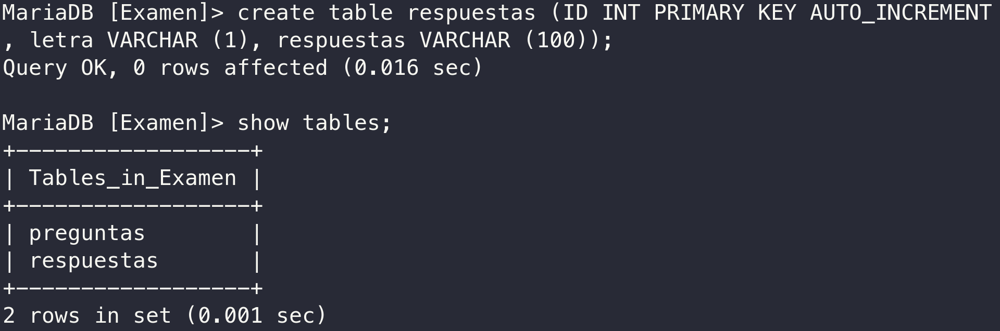 MariaDB [Examen]> create table respuestas (ID INT PRIMARY KEY AUTO_INCREMENT
, letra VARCHAR (1), respuestas VARCHAR (100));
Query OK, 0 rows affected (0.016 sec)

MariaDB [Examen]> show tables;
+------------------+
| Tables_in_Examen |
+------------------+
| preguntas        |
| respuestas       |
+------------------+
2 rows in set (0.001 sec)